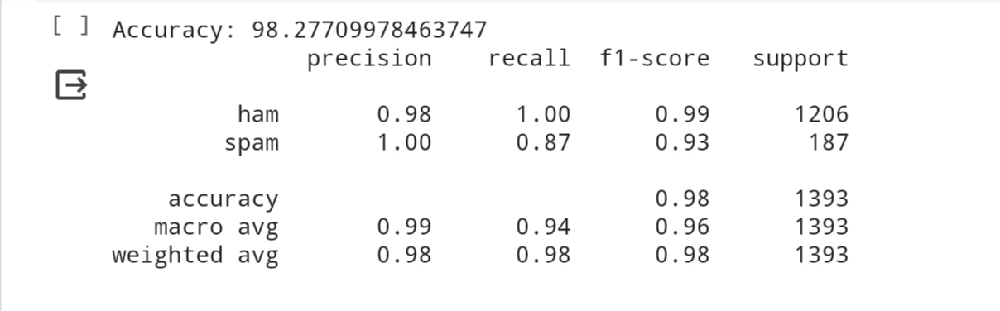 [ ] Accuracy: 98.27709978463747
precision recall f1-score support
ham 0.98 1.00 0.99 1206
spam 1.00 0.87 0.93 187
accuracy 0.98 1393
macro avg 0.99 0.94 0.96 1393
weighted avg 0.98 0.98 0.98 1393